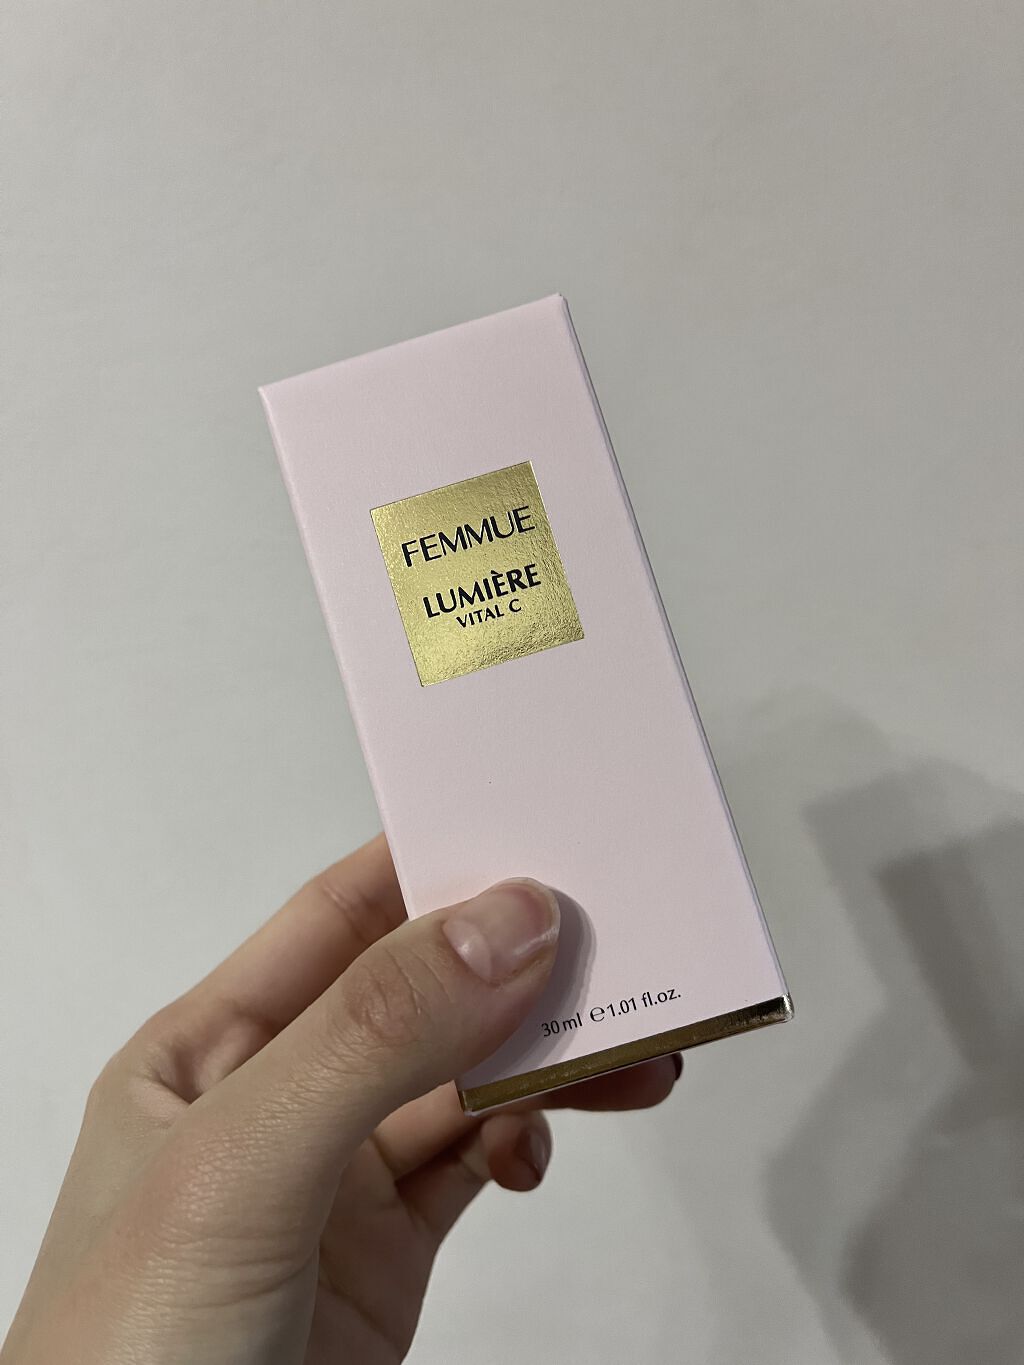 FEMMUE
LUMIÈRE
VITAL C
30 ml ℮ 1.01 fl.oz.